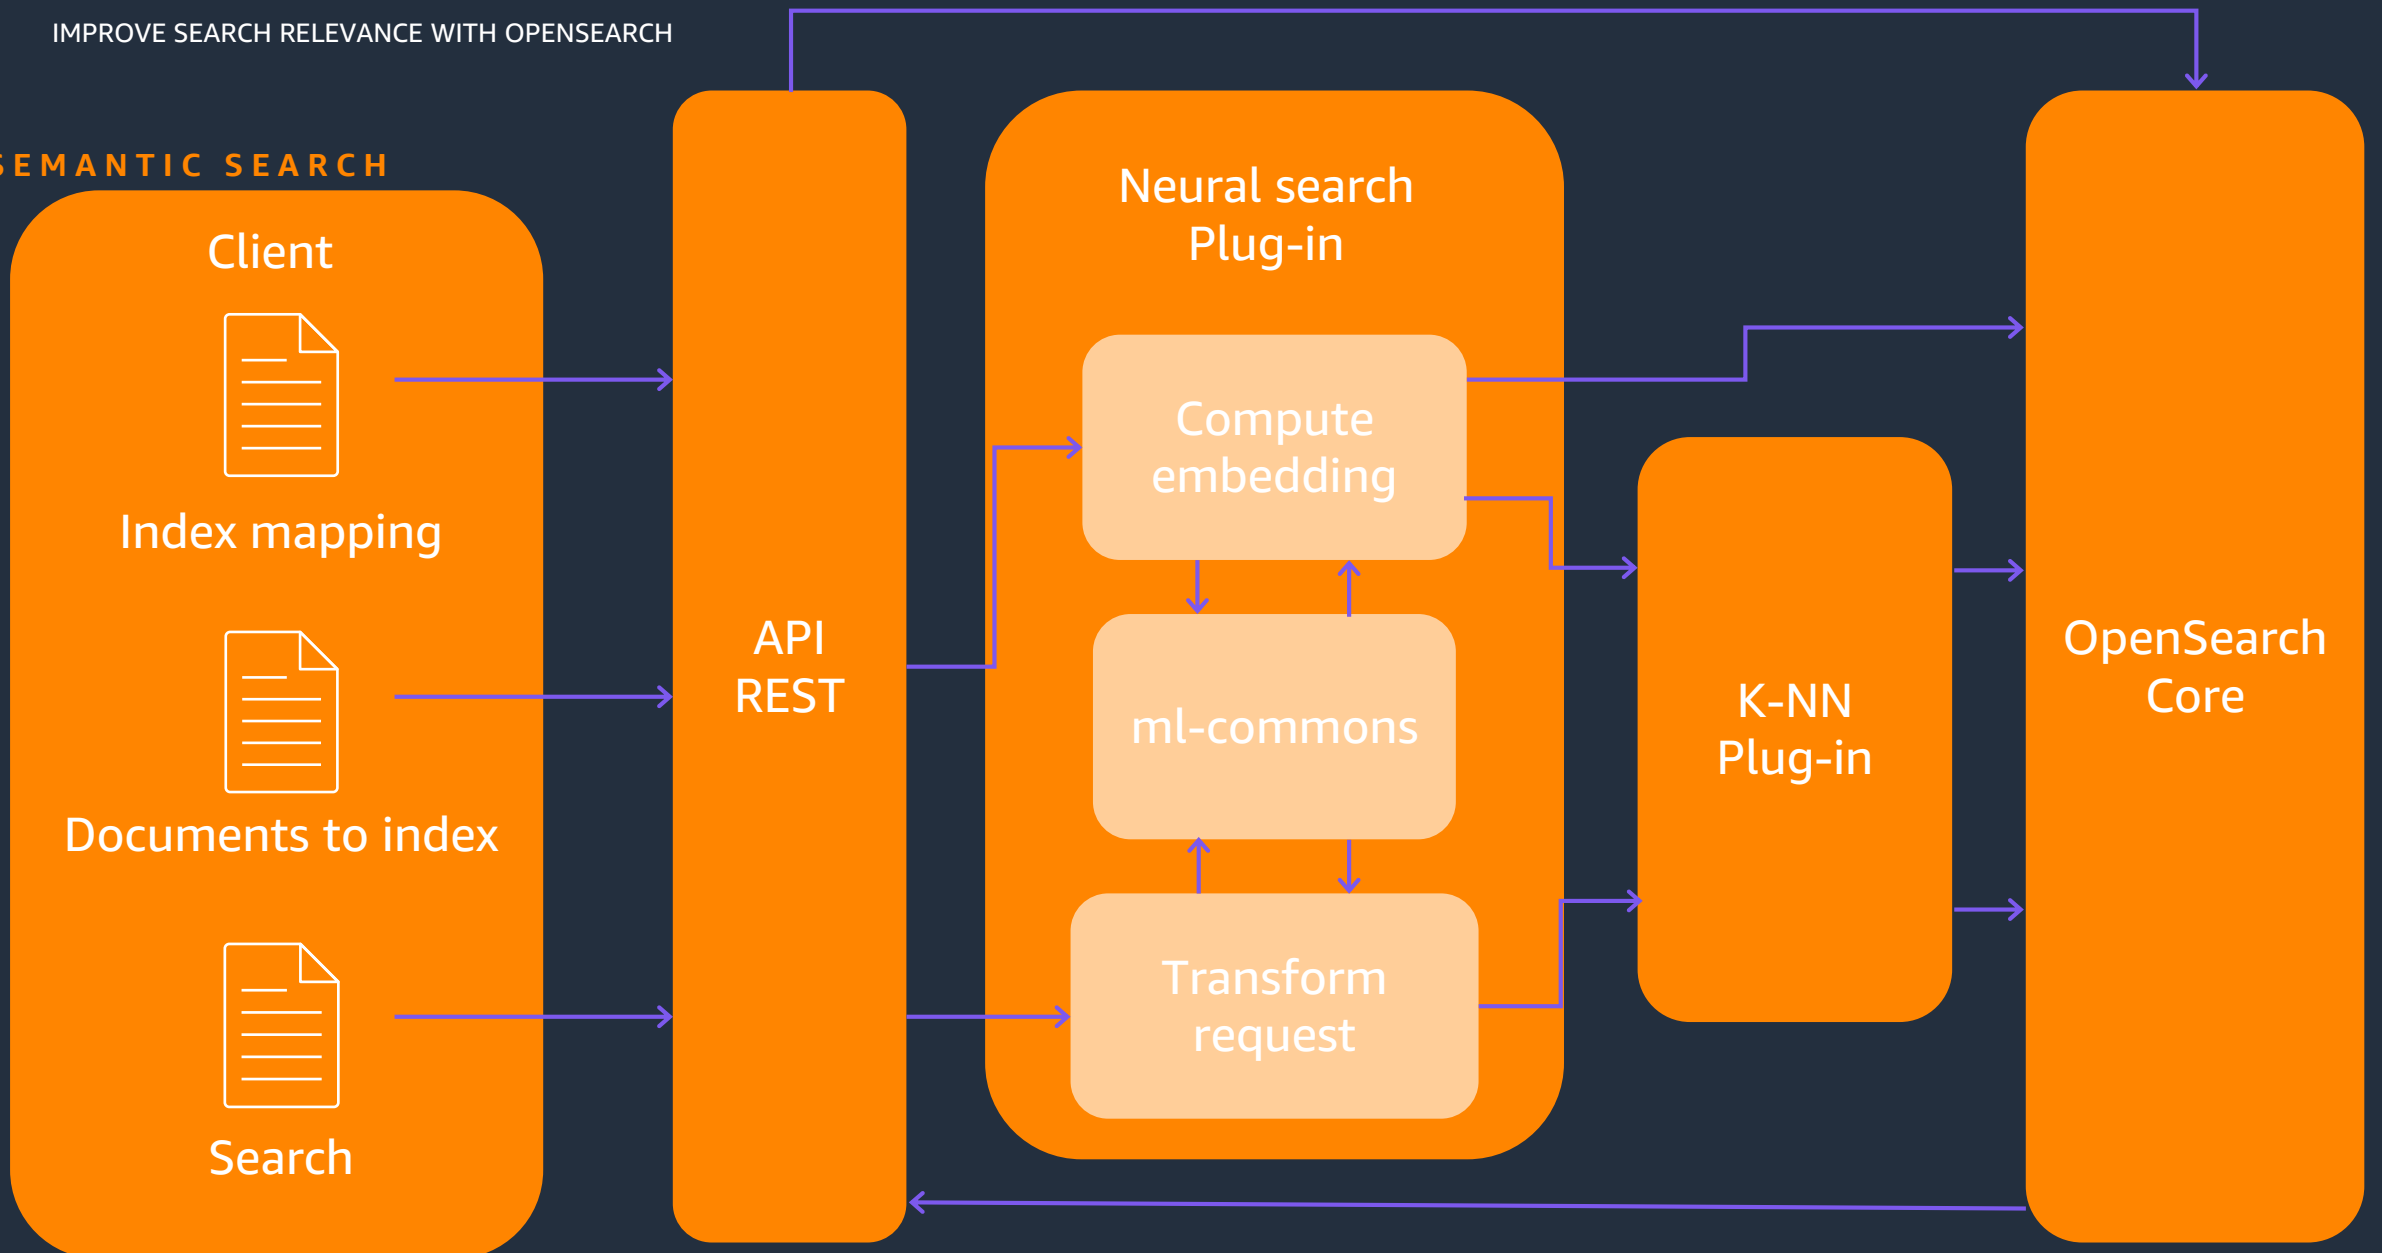 IMPROVE SEARCH RELEVANCE WITH OPENSEARCH
SEMANTIC SEARCH
Client
Index mapping
Documents to index
Search
API
REST
Neural search
Plug-in
Compute
embedding
ml-commons
Transform
request
K-NN
Plug-in
OpenSearch
Core